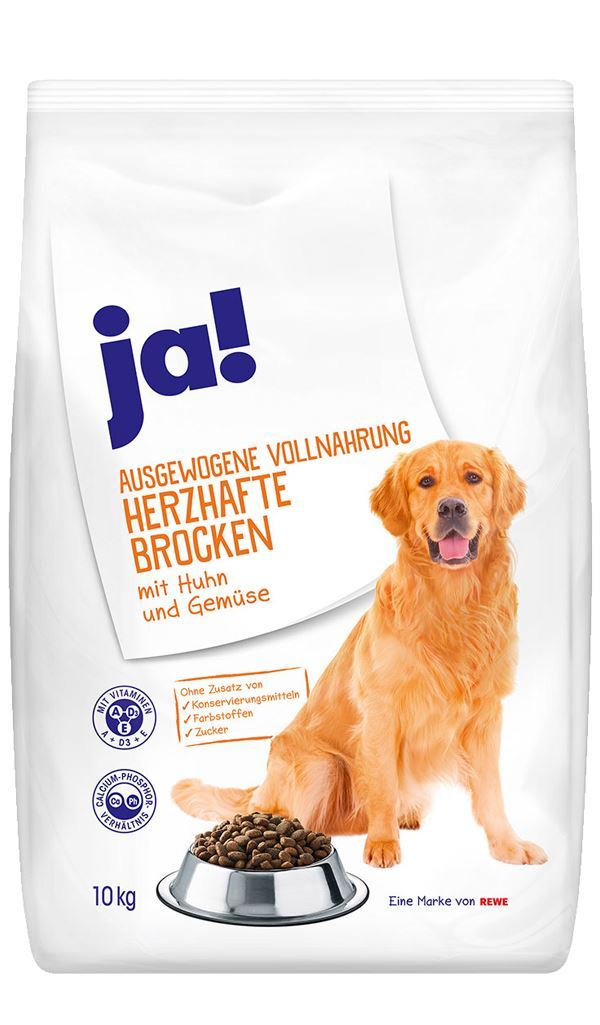 ja!
AUSGEWOGENE VOLLNAHRUNG
HERZHAFTE
BROCKEN
mit Huhn
und Gemüse
MIT VITAMINEN
A-D3
E
A + D3 + E
Ohne Zusatz von
✓ Konservierungsmitteln
✓ Farbstoffen
✓ Zucker
CALCIUM-PHOSPHOR-
Ca Ph
VERHÄLTNIS
10 kg
Eine Marke von REWE